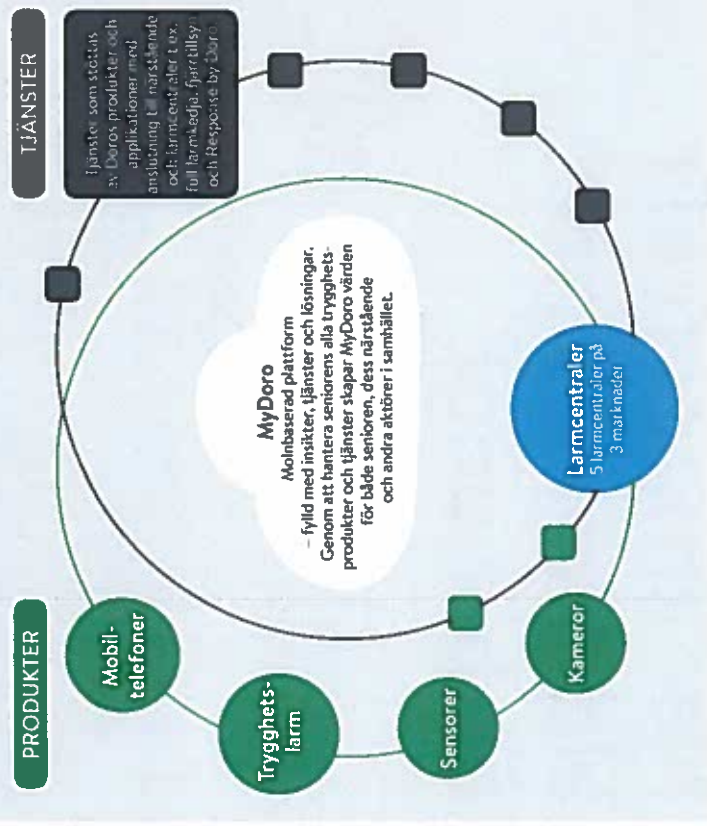 PRODUKTER
Mobil-
telefoner
Trygghets-
larm
Sensorer
Kameror
MyDoro
Molnbaserad plattform
– fylld med insikter, tjänster och lösningar.
Genom att hantera seniorens alla trygghets-
produkter och tjänster skapar MyDoro värden
för både senioren, dess närstående
och andra aktörer i samhället.
Larmcentraler
5 larmcentraler på
3 marknader
TJÄNSTER
Tjänster som stöttas
av Doros produkter och
applikationer med
anslutning till närstående
och larmcentraler t ex.
full larmkedja, fjärrtillsyn
och Response by Doro